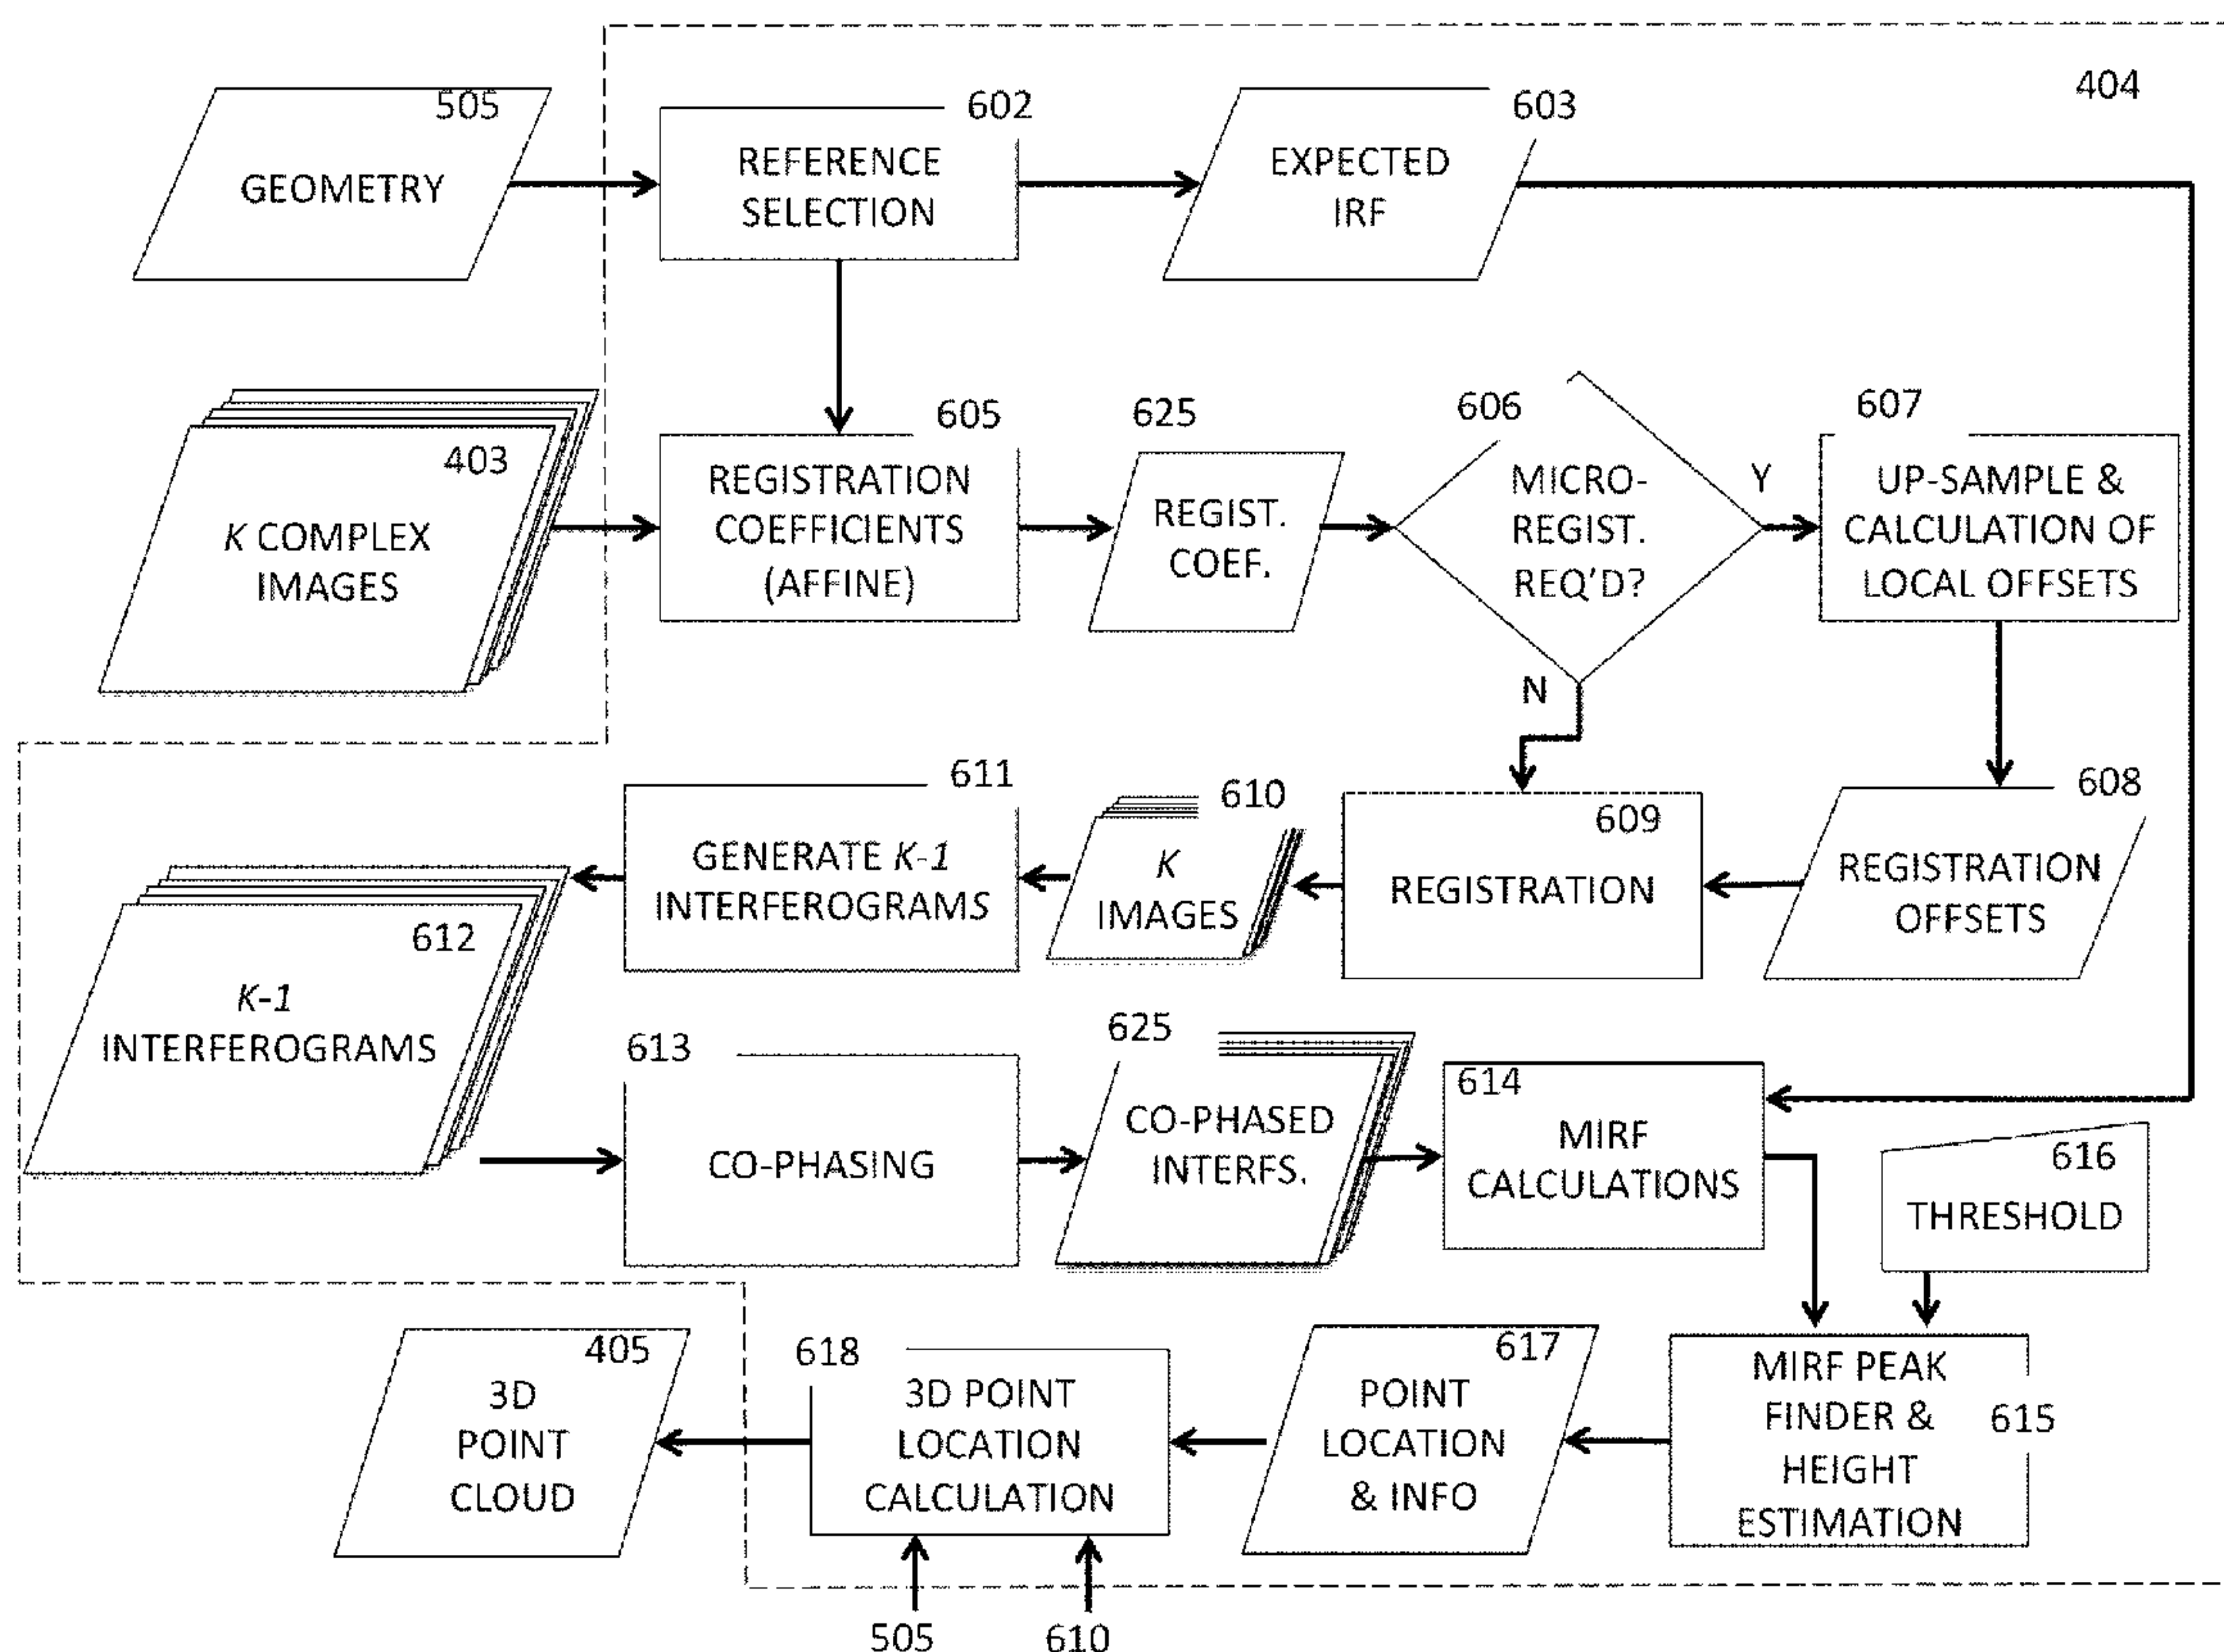 404
505
GEOMETRY
602
REFERENCE
SELECTION
603
EXPECTED
IRF
403
K COMPLEX
IMAGES
605
REGISTRATION
COEFFICIENTS
(AFFINE)
625
REGIST.
COEF.
606
MICRO-
REGIST.
REQ'D?
Y
N
607
UP-SAMPLE &
CALCULATION OF
LOCAL OFFSETS
608
REGISTRATION
OFFSETS
609
REGISTRATION
610
K
IMAGES
611
GENERATE K-1
INTERFEROGRAMS
612
K-1
INTERFEROGRAMS
613
CO-PHASING
625
CO-PHASED
INTERFS.
614
MIRF
CALCULATIONS
616
THRESHOLD
MIRF PEAK
FINDER &
615
HEIGHT
ESTIMATION
617
POINT
LOCATION
& INFO
618
3D POINT
LOCATION
CALCULATION
405
3D
POINT
CLOUD
505
610